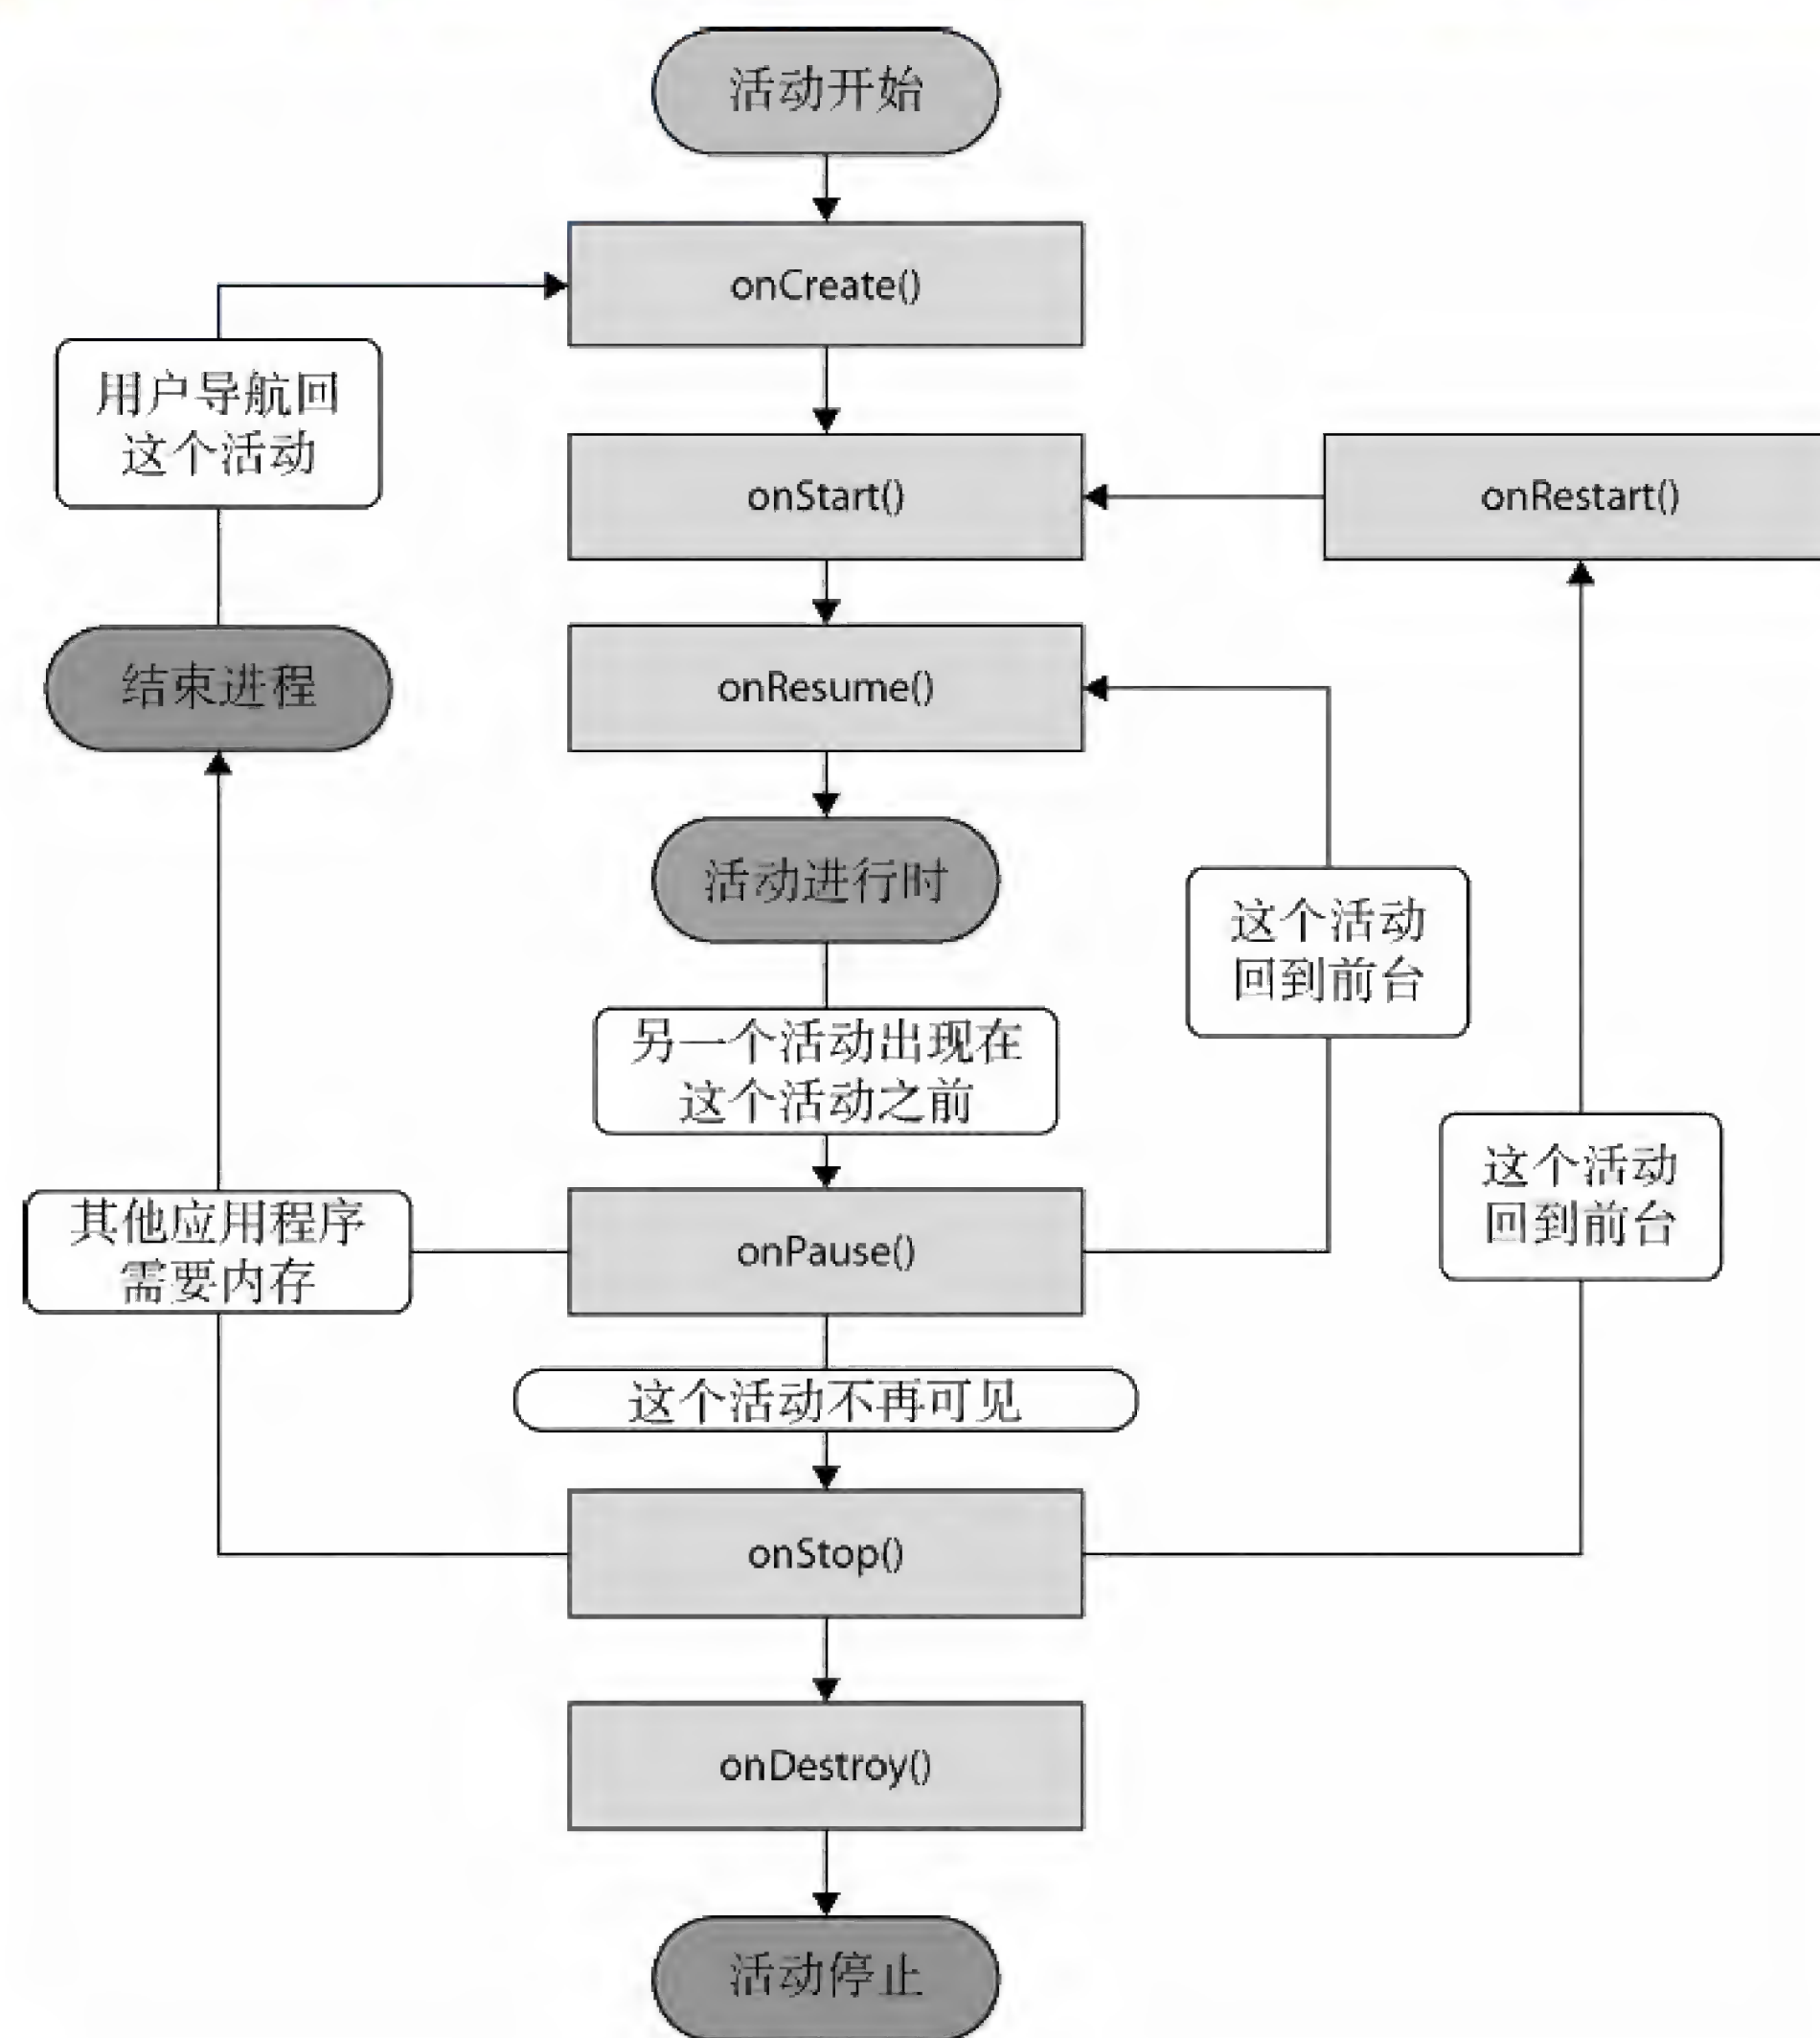 活动开始
onCreate()
用户导航回
这个活动
onStart()
onRestart()
结束进程
onResume()
活动进行时
这个活动
回到前台
另一个活动出现在
这个活动之前
这个活动
回到前台
其他应用程序
需要内存
onPause()
这个活动不再可见
onStop()
onDestroy()
活动停止